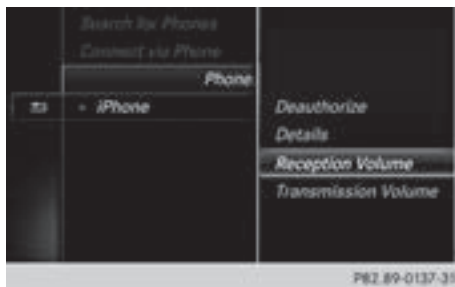 Search for Phones
Connect via Phone
Phone
iPhone
Deauthorize
Details
Reception Volume
Transmission Volume
P82.89-0137-31